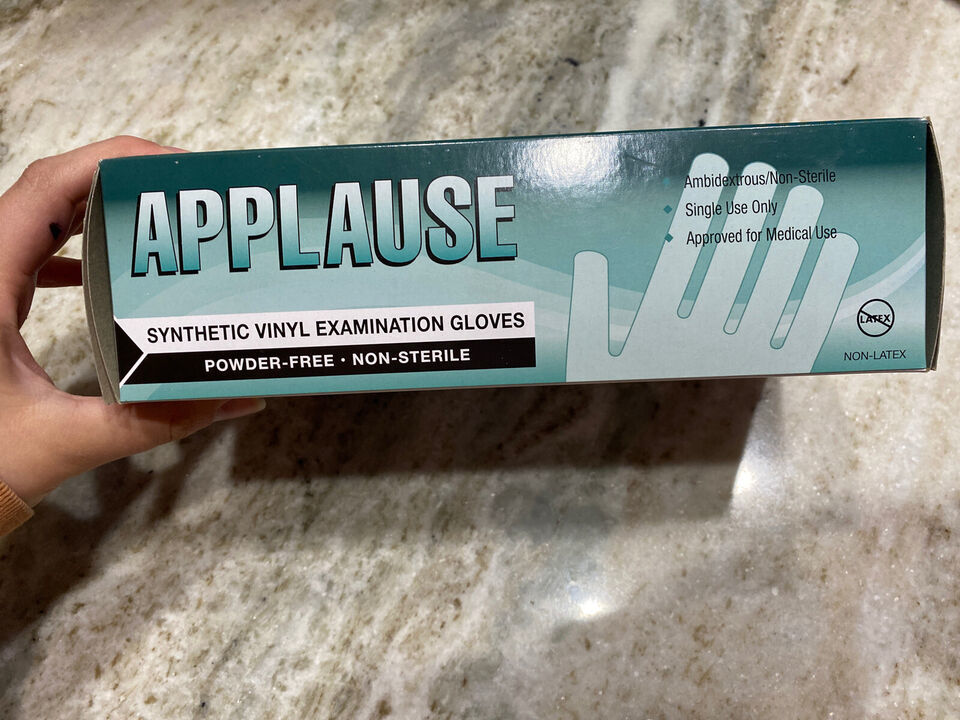 APPLAUSE
SYNTHETIC VINYL EXAMINATION GLOVES
POWDER-FREE · NON-STERILE
Ambidextrous/Non-Sterile
Single Use Only
Approved for Medical Use
LATEX
NON-LATEX